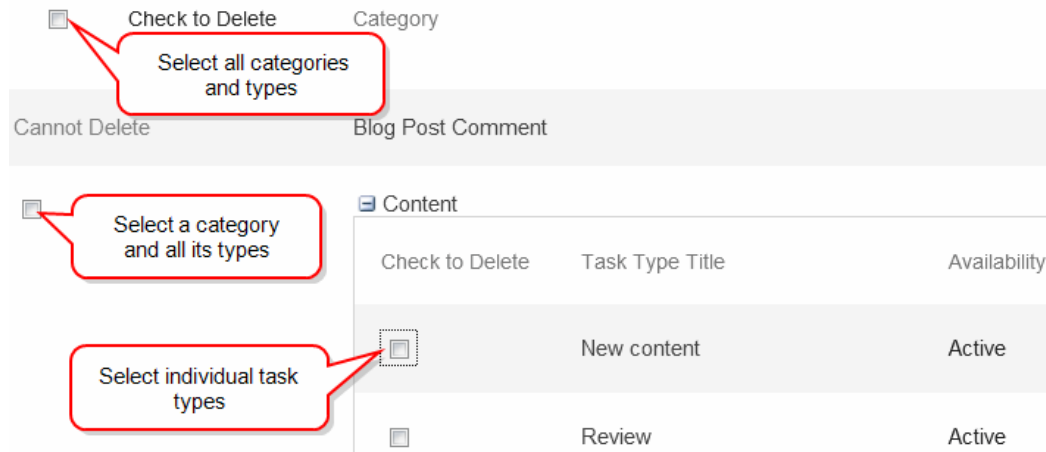 Check to Delete Category
Select all categories
and types
Cannot Delete Blog Post Comment
Content
Select a category
and all its types
Check to Delete Task Type Title Availability
New content Active
Select individual task
types
Review Active